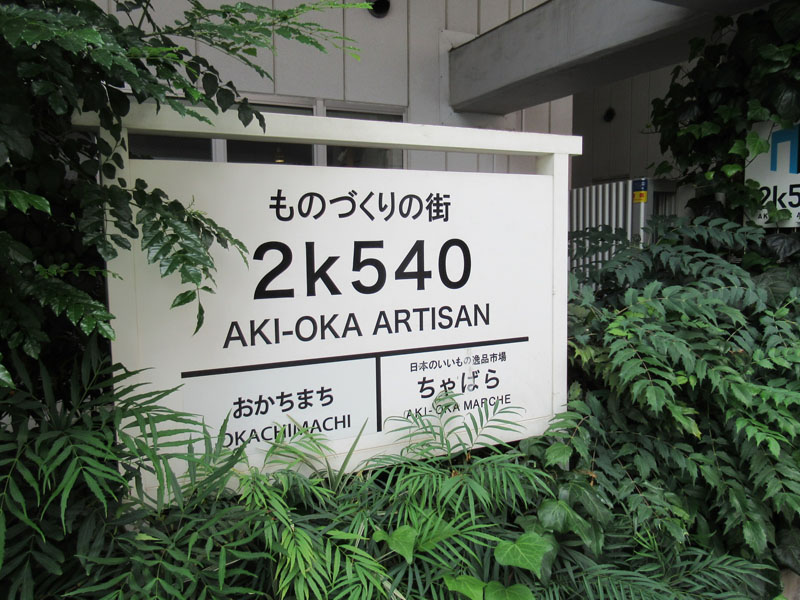 ものづくりの街
2k540
AKI-OKA ARTISAN
おかちまち
OKACHIMACHI
日本のいいもの逸品市場
ちゃばら
AKI-OKA MARCHE
2k5